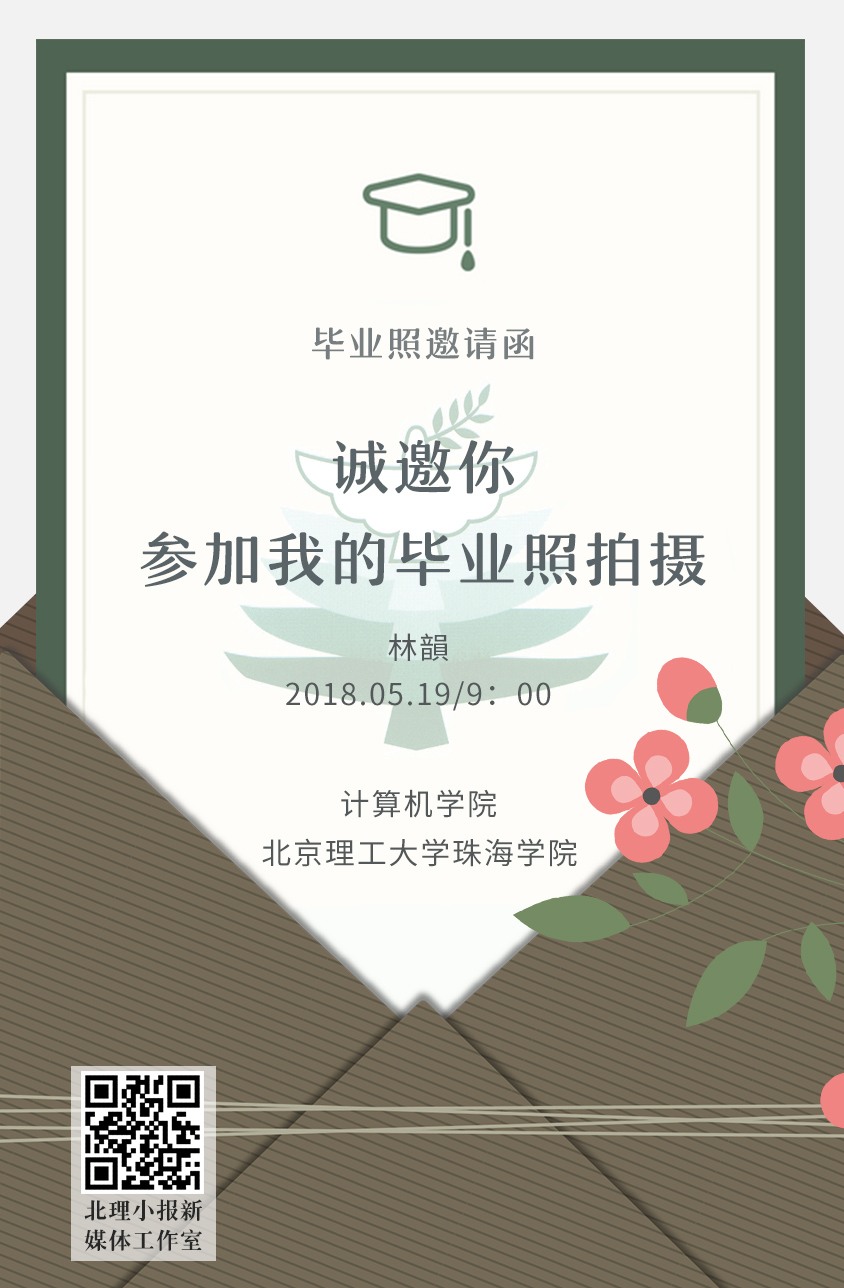 毕业照邀请函
诚邀你
参加我的毕业照拍摄
林韻
2018.05.19/9：00
计算机学院
北京理工大学珠海学院
北理小报新
媒体工作室